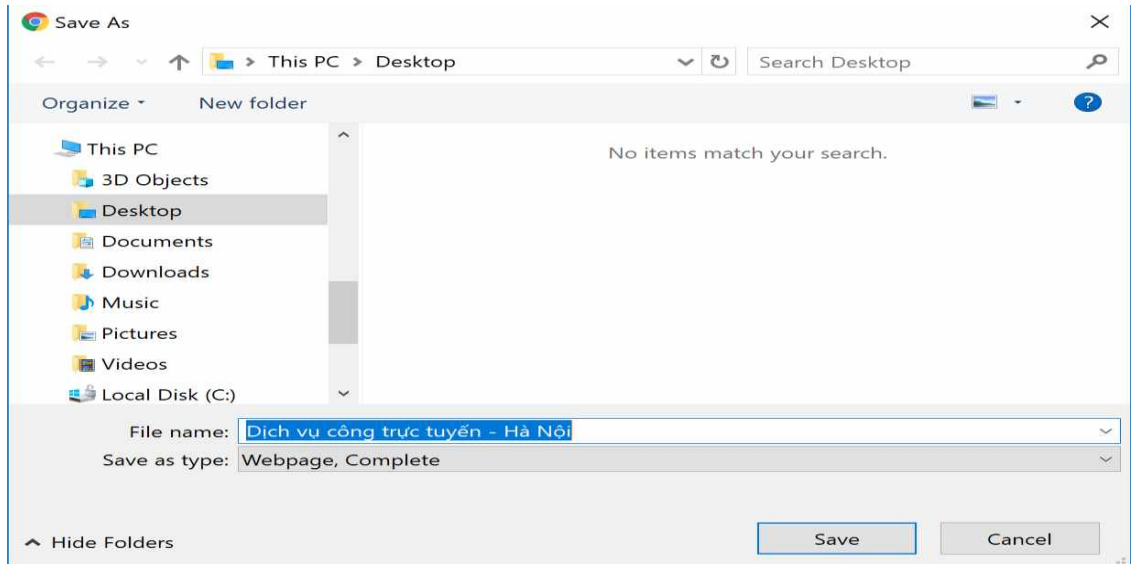 Save As
This PC > Desktop
Search Desktop
Organize
New folder
This PC
No items match your search.
3D Objects
Desktop
Documents
Downloads
Music
Pictures
Videos
Local Disk (C:)
File name: Dịch vụ công trực tuyến - Hà Nội
Save as type: Webpage, Complete
Hide Folders
Save
Cancel